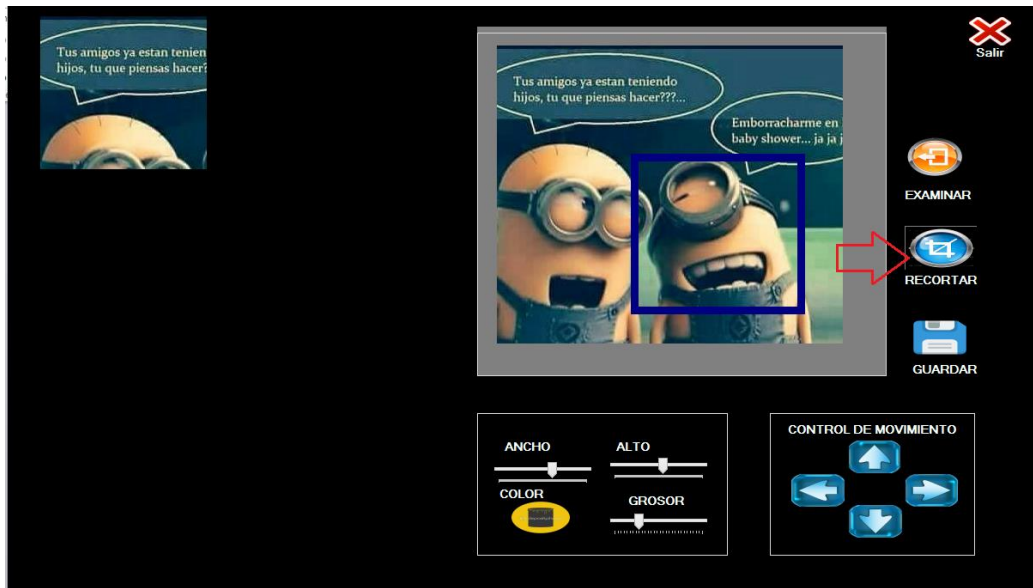 Tus amigos ya estan tenien
hijos, tu que piensas hacer?
Tus amigos ya estan teniendo
hijos, tu que piensas hacer???...
Emborracharme en
baby shower... ja ja j
Salir
EXAMINAR
RECORTAR
GUARDAR
ANCHO
ALTO
COLOR
GROSOR
CONTROL DE MOVIMIENTO